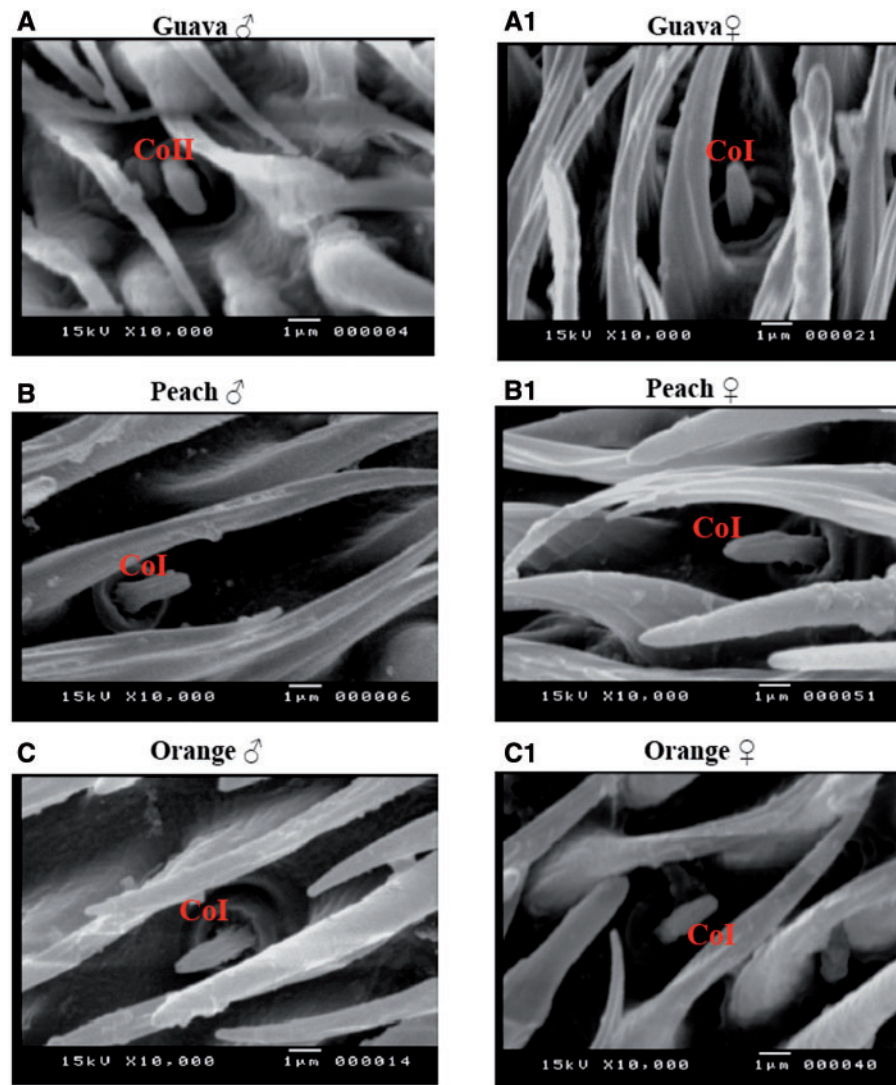 A
Guava ♂
CoII
15kV X10,000 1μm 000004
A1
Guava♀
CoI
15kV X10,000 1μm 000021
B
Peach ♂
CoI
15kV X10,000 1μm 000006
B1
Peach ♀
CoI
15kV X10,000 1μm 000051
C
Orange ♂
CoI
15kV X10,000 1μm 000014
C1
Orange ♀
CoI
15kV X10,000 1μm 000040